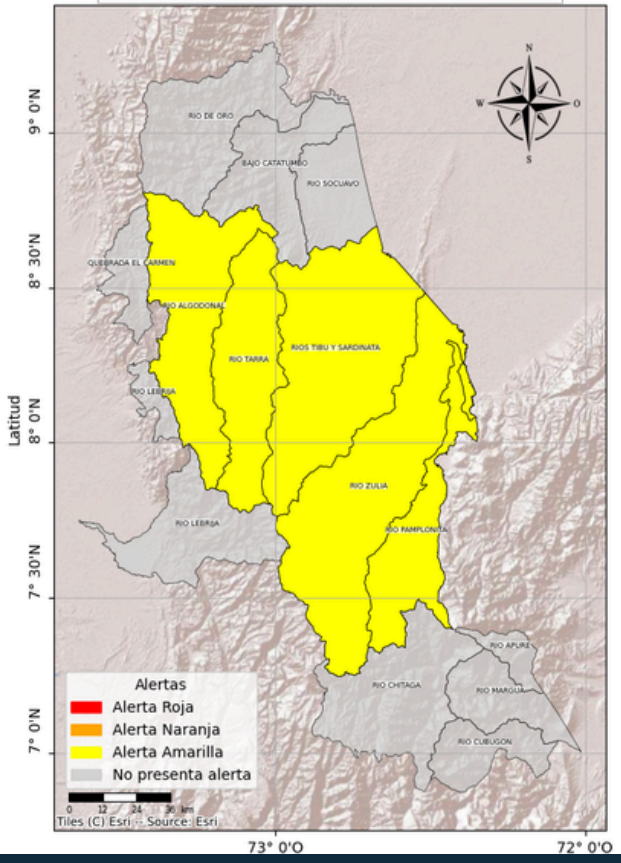 N
W
O
S
9° 0'N
RIO DE ORO
BAJO CATATUMBO
RIO SOCUAVO
8° 30'N
QUEBRADA EL CARMEN
RIO ALGODONAL
RIOS TIBU Y SARDINATA
RIO TARRA
RIO LEBRIJA
Latitud
8° 0'N
RIO ZULIA
RIO LEBRIJA
RIO PAMPLONITA
7° 30'N
RIO APURE
RIO CHITAGA
RIO MARGUA
RIO CUBUGON
7° 0'N
Alertas
Alerta Roja
Alerta Naranja
Alerta Amarilla
No presenta alerta
0 12 24 36 km
Tiles (C) Esri -- Source: Esri
73° 0'O
72° 0'O